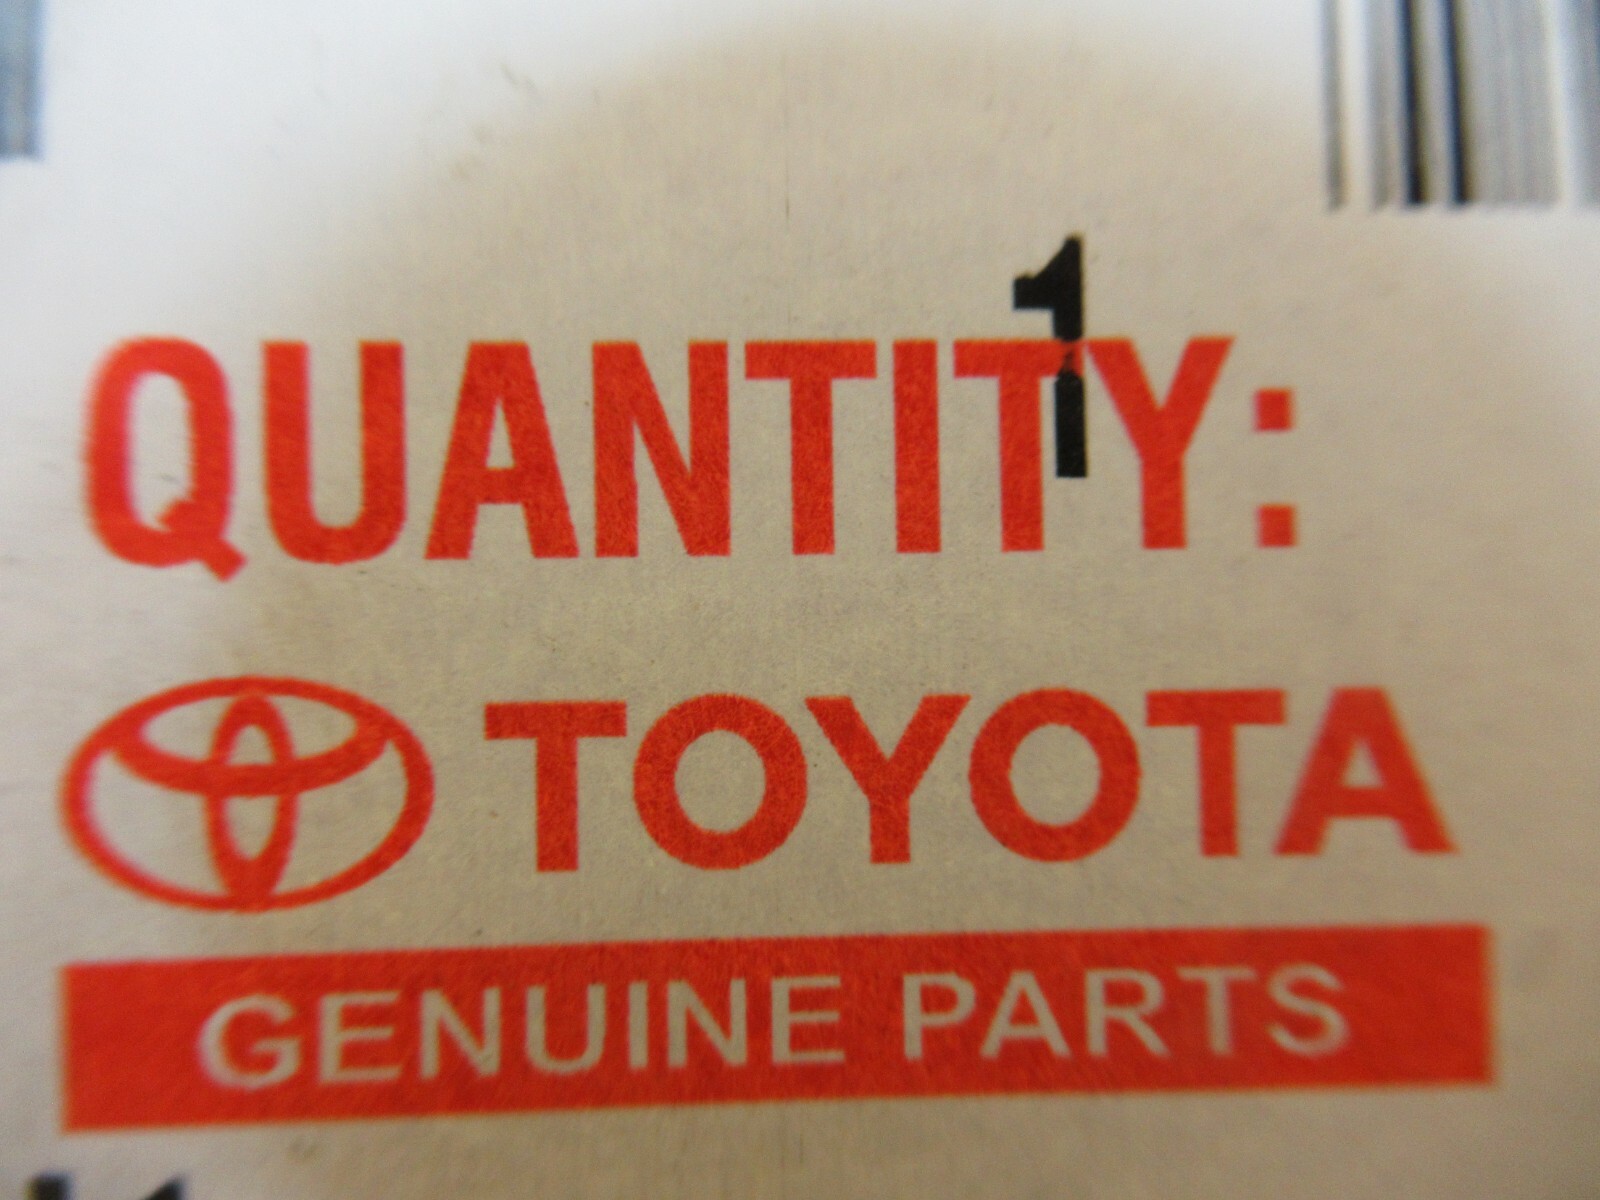 1
QUANTITY:
TOYOTA
GENUINE PARTS